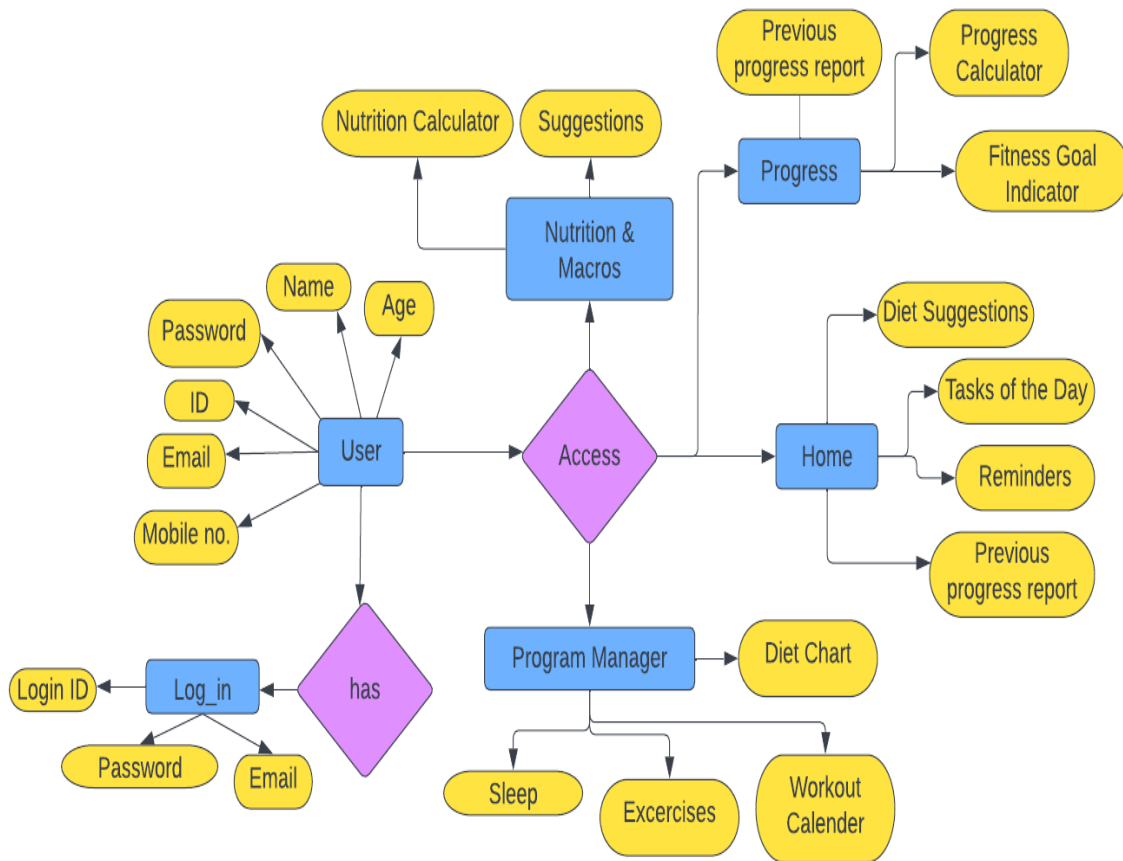 Previous
progress report
Progress
Calculator
Nutrition Calculator
Suggestions
Progress
Fitness Goal
Indicator
Nutrition &
Macros
Name
Age
Password
Diet Suggestions
ID
Tasks of the Day
Email
User
Access
Home
Reminders
Mobile no.
Previous
progress report
Program Manager
Diet Chart
Login ID
Log_in
has
Password
Email
Sleep
Excercises
Workout
Calender